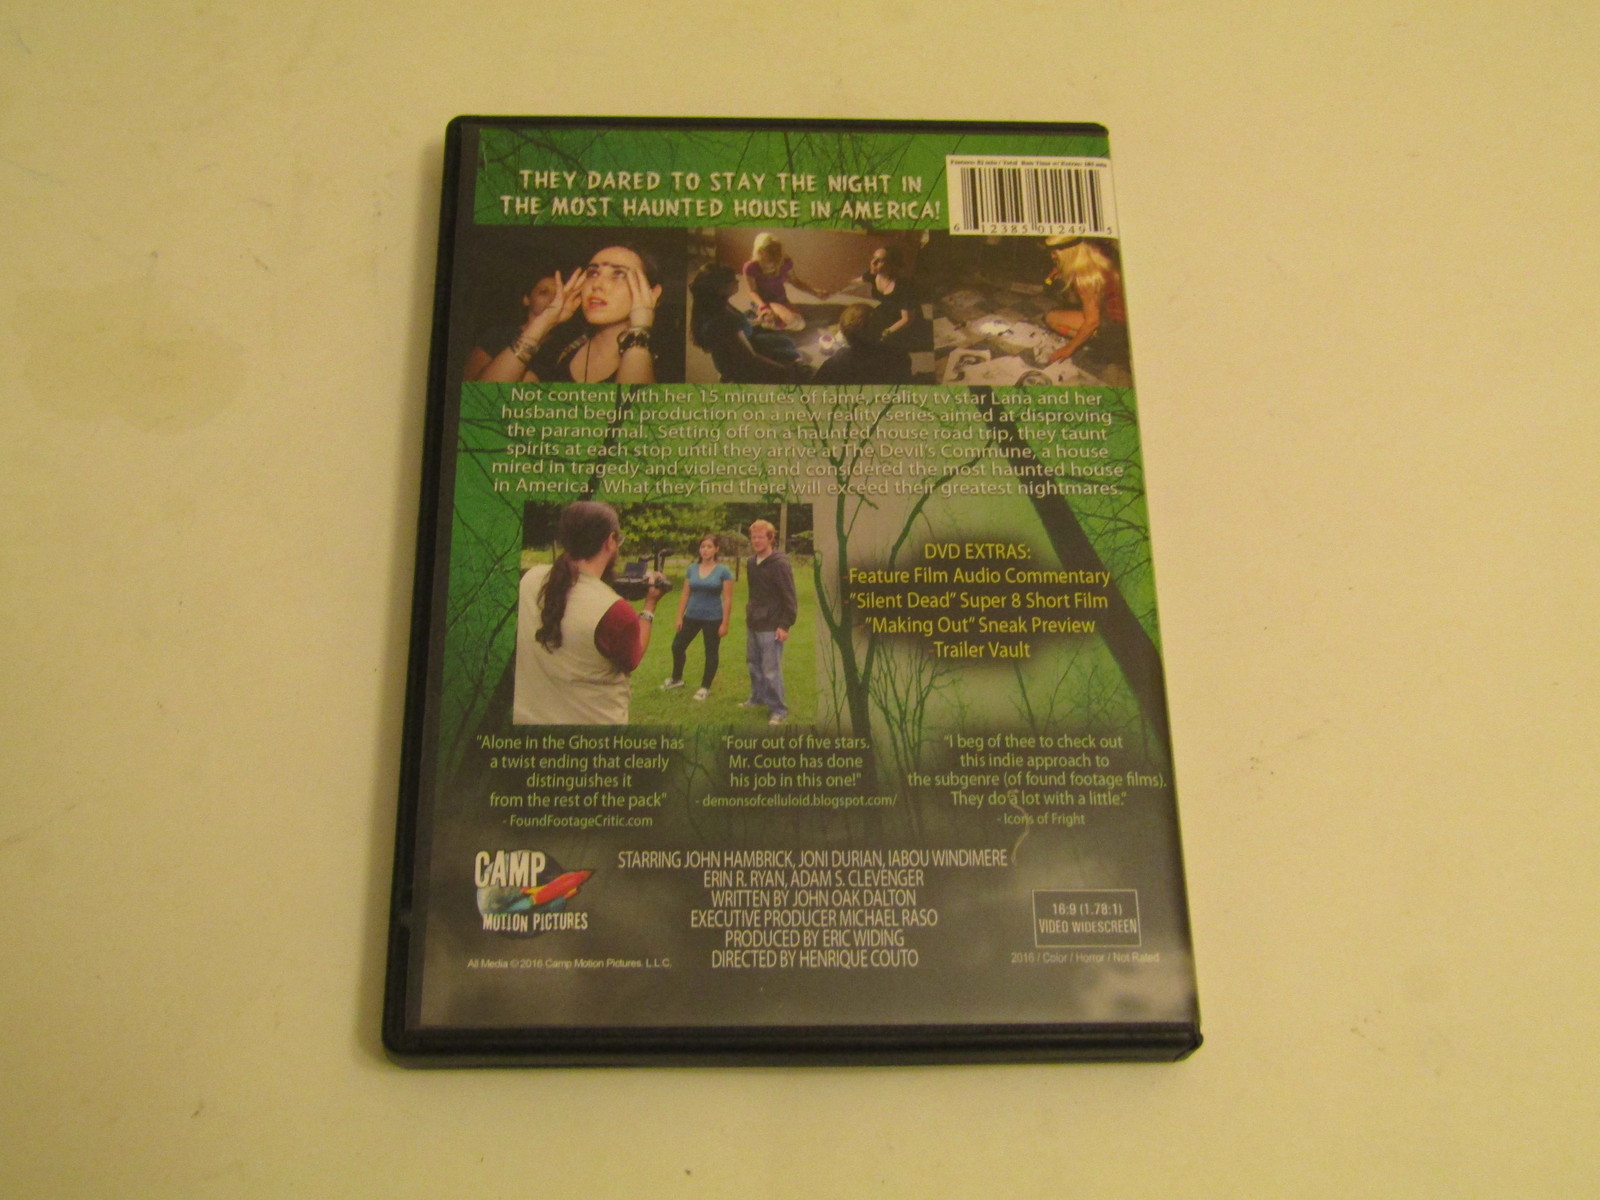 Feature: 82 min / Total Run Time w/ Extras:
THEY DARED TO STAY THE NIGHT IN
THE MOST HAUNTED HOUSE IN AMERICA!
6 12385 01249 5
Not content with her 15 minutes of fame, reality tv star Lana and her
husband begin production on a new reality series aimed at disproving
the paranormal. Setting off on a haunted house road trip, they taunt
spirits at each stop until they arrive at The Devil's Commune, a house
mired in tragedy and violence, and considered the most haunted house
in America. What they find there will exceed their greatest nightmares.
DVD EXTRAS:
Feature Film Audio Commentary
"Silent Dead" Super 8 Short Film
"Making Out" Sneak Preview
Trailer Vault
"Alone in the Ghost House has
a twist ending that clearly
distinguishes it
from the rest of the pack"
- FoundFootageCritic.com
"Four out of five stars.
Mr. Couto has done
his job in this one!"
- demonsofcelluloid.blogspot.com/
"I beg of thee to check out
this indie approach to
the subgenre (of found footage films).
They do a lot with a little."
- Icons of Fright
CAMP
MOTION PICTURES
STARRING JOHN HAMBRICK, JONI DURIAN, IABOU WINDIMERE
ERIN R. RYAN, ADAM S. CLEVENGER
WRITTEN BY JOHN OAK DALTON
EXECUTIVE PRODUCER MICHAEL RASO
PRODUCED BY ERIC WIDING
DIRECTED BY HENRIQUE COUTO
16:9 (1.78:1)
VIDEO WIDESCREEN
All Media © 2016 Camp Motion Pictures L.L.C.
2016 / Color / Horror / Not Rated